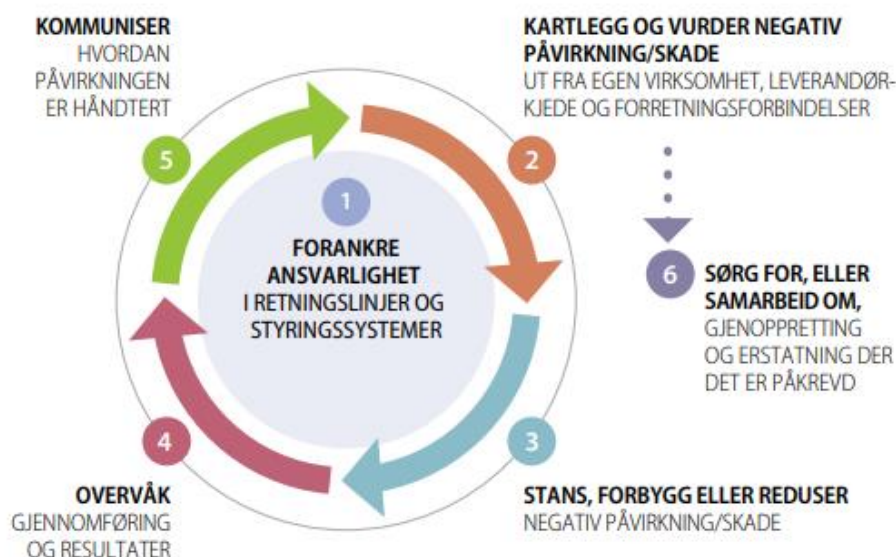 1
FORANKRE
ANSVARLIGHET
I RETNINGSLINJER OG
STYRINGSSYSTEMER
2
KARTLEGG OG VURDER NEGATIV
PÅVIRKNING/SKADE
UT FRA EGEN VIRKSOMHET, LEVERANDØR-
KJEDE OG FORRETNINGSFORBINDELSER
3
STANS, FORBYGG ELLER REDUSER
NEGATIV PÅVIRKNING/SKADE
4
OVERVÅK
GJENNOMFØRING
OG RESULTATER
5
KOMMUNISER
HVORDAN
PÅVIRKNINGEN
ER HÅNDTERT
6
SØRG FOR, ELLER
SAMARBEID OM,
GJENOPPRETTING
OG ERSTATNING DER
DET ER PÅKREVD